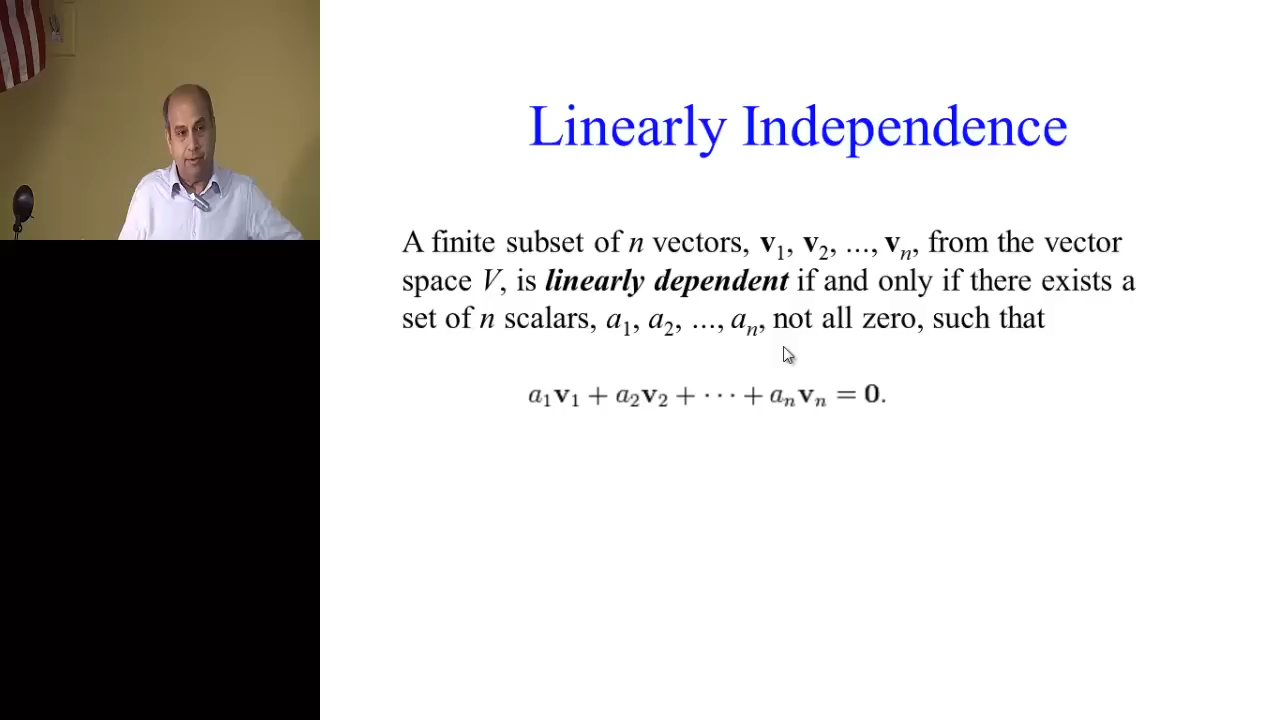 Linearly Independence
A finite subset of n vectors, v₁, v₂, ..., vₙ, from the vector
space V, is linearly dependent if and only if there exists a
set of n scalars, a₁, a₂, ..., aₙ, not all zero, such that
a₁v₁ + a₂v₂ + ⋯ + aₙvₙ = 0.